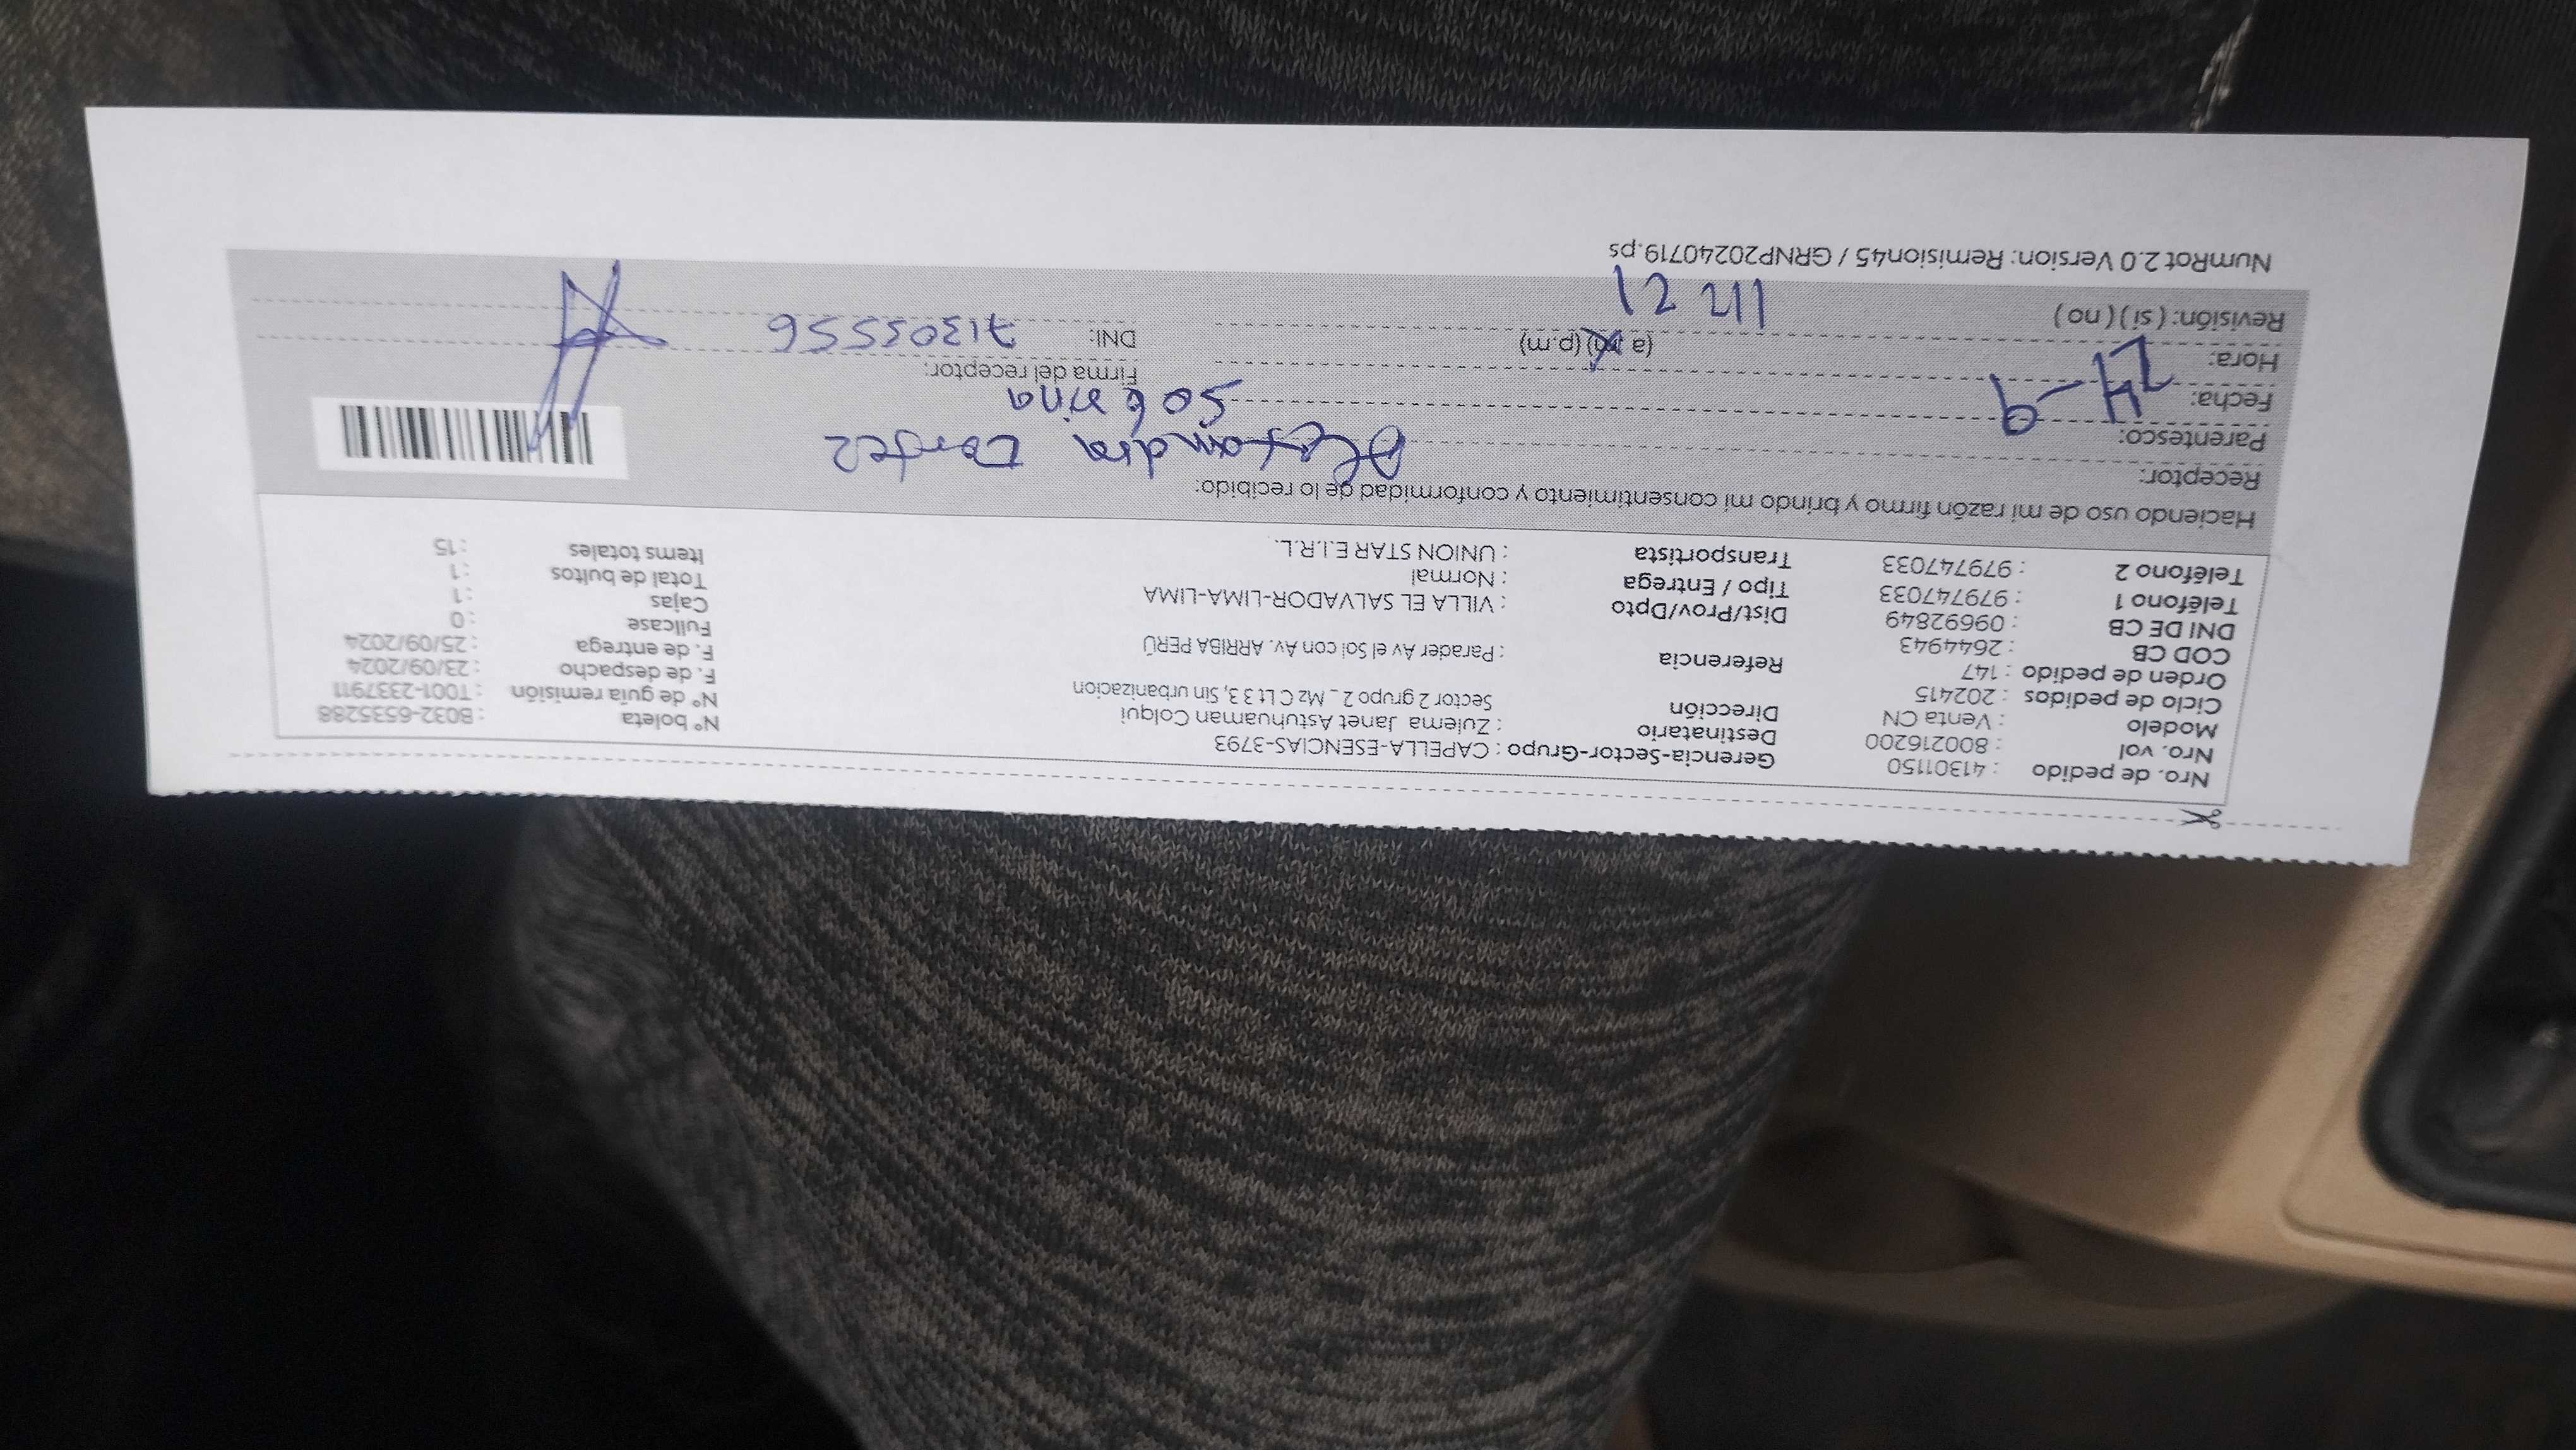 Nro. de pedido : 41301150
Nro. vol : 800216200
Modelo : Venta CN
Ciclo de pedidos : 202415
Orden de pedido : 147
COD CB : 2644943
DNI DE CB : 09692849
Teléfono 1 : 979747033
Teléfono 2 : 979747033
Gerencia-Sector-Grupo : CAPELLA-ESENCIAS-3793
Destinatario : Zulema Janet Astuhuaman Colqui
Dirección Sector 2 grupo 2 _ Mz C Lt 3 3, Sin urbanizacion
Referencia : Parader Av el Sol con Av. ARRIBA PERÚ
Dist/Prov/Dpto : VILLA EL SALVADOR-LIMA-LIMA
Tipo / Entrega : Normal
Transportista : UNION STAR E.I.R.L.
Nº boleta : B032-6535288
Nº de guía remisión : T001-2337911
F. de despacho : 23/09/2024
F. de entrega : 25/09/2024
Fullcase : 0
Cajas : 1
Total de bultos : 1
Items totales : 15
Haciendo uso de mi razón firmo y brindo mi consentimiento y conformidad de lo recibido:
Receptor: Alexandra Cortez
Parentesco: Sobrina
Fecha: 24-9
Hora: (a.m) (p.m)
Revisión: ( si ) ( no )
Firma del receptor:
DNI: 71303556
NumRot 2.0 Version: Remision45 / GRNP20240719.ps